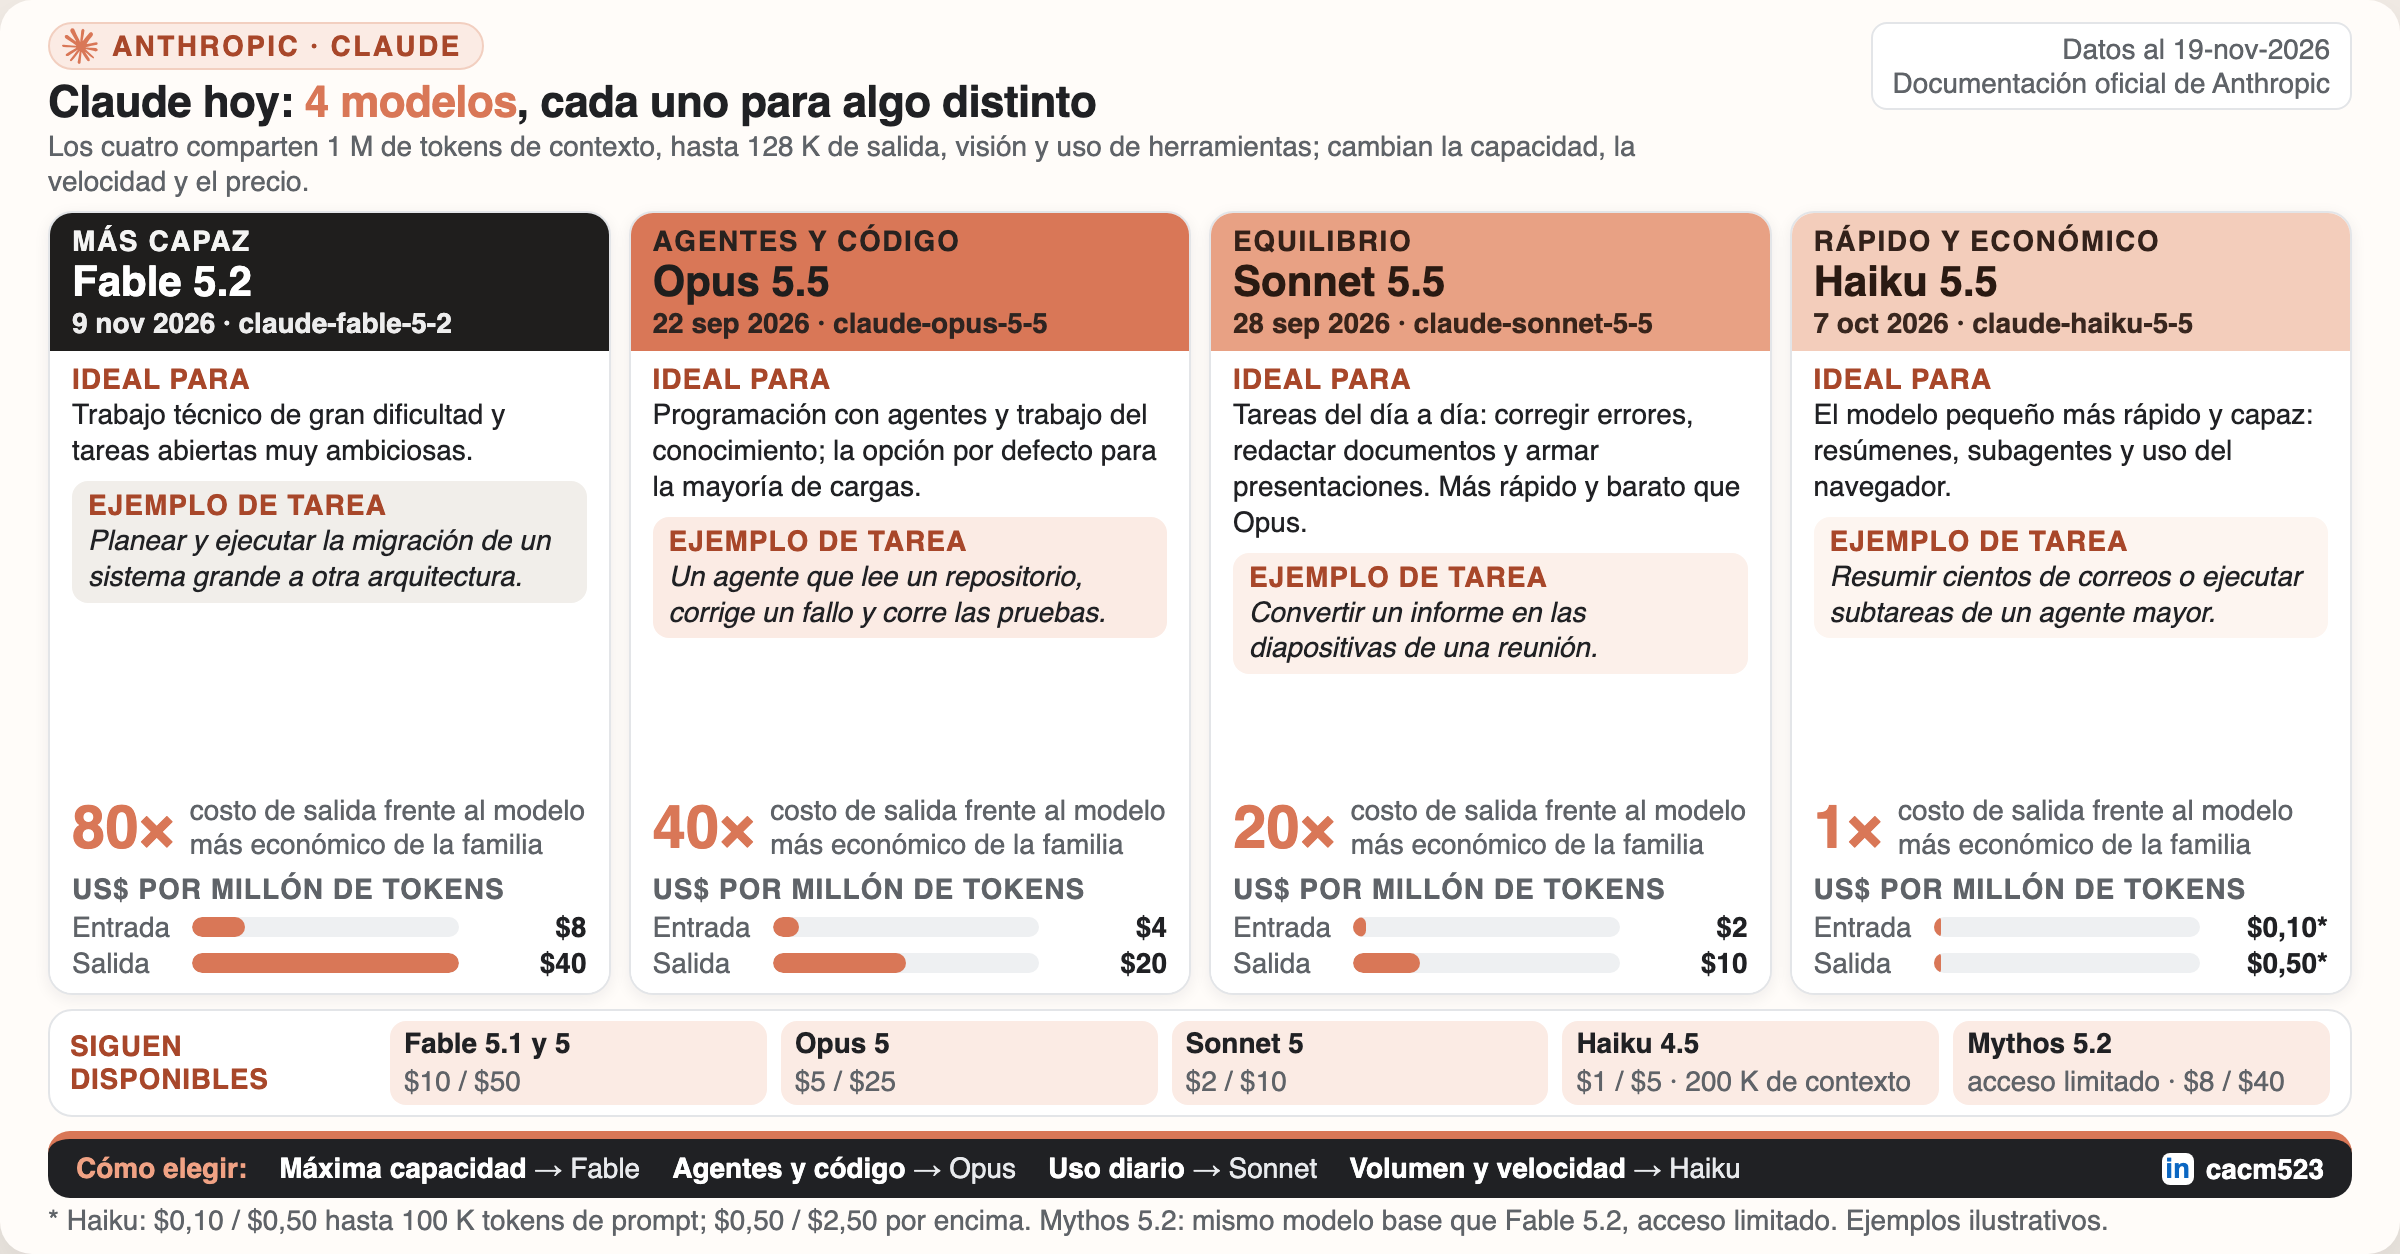 ANTHROPIC · CLAUDE
Datos al 19-nov-2026
Documentación oficial de Anthropic
Claude hoy: 4 modelos, cada uno para algo distinto
Los cuatro comparten 1 M de tokens de contexto, hasta 128 K de salida, visión y uso de herramientas; cambian la capacidad, la
velocidad y el precio.
MÁS CAPAZ
Fable 5.2
9 nov 2026 · claude-fable-5-2
IDEAL PARA
Trabajo técnico de gran dificultad y
tareas abiertas muy ambiciosas.
EJEMPLO DE TAREA
Planear y ejecutar la migración de un
sistema grande a otra arquitectura.
80× costo de salida frente al modelo
más económico de la familia
US$ POR MILLÓN DE TOKENS
Entrada $8
Salida $40
AGENTES Y CÓDIGO
Opus 5.5
22 sep 2026 · claude-opus-5-5
IDEAL PARA
Programación con agentes y trabajo del
conocimiento; la opción por defecto para
la mayoría de cargas.
EJEMPLO DE TAREA
Un agente que lee un repositorio,
corrige un fallo y corre las pruebas.
40× costo de salida frente al modelo
más económico de la familia
US$ POR MILLÓN DE TOKENS
Entrada $4
Salida $20
EQUILIBRIO
Sonnet 5.5
28 sep 2026 · claude-sonnet-5-5
IDEAL PARA
Tareas del día a día: corregir errores,
redactar documentos y armar
presentaciones. Más rápido y barato que
Opus.
EJEMPLO DE TAREA
Convertir un informe en las
diapositivas de una reunión.
20× costo de salida frente al modelo
más económico de la familia
US$ POR MILLÓN DE TOKENS
Entrada $2
Salida $10
RÁPIDO Y ECONÓMICO
Haiku 5.5
7 oct 2026 · claude-haiku-5-5
IDEAL PARA
El modelo pequeño más rápido y capaz:
resúmenes, subagentes y uso del
navegador.
EJEMPLO DE TAREA
Resumir cientos de correos o ejecutar
subtareas de un agente mayor.
1× costo de salida frente al modelo
más económico de la familia
US$ POR MILLÓN DE TOKENS
Entrada $0,10*
Salida $0,50*
SIGUEN
DISPONIBLES
Fable 5.1 y 5
$10 / $50
Opus 5
$5 / $25
Sonnet 5
$2 / $10
Haiku 4.5
$1 / $5 · 200 K de contexto
Mythos 5.2
acceso limitado · $8 / $40
Cómo elegir: Máxima capacidad → Fable Agentes y código → Opus Uso diario → Sonnet Volumen y velocidad → Haiku in cacm523
* Haiku: $0,10 / $0,50 hasta 100 K tokens de prompt; $0,50 / $2,50 por encima. Mythos 5.2: mismo modelo base que Fable 5.2, acceso limitado. Ejemplos ilustrativos.